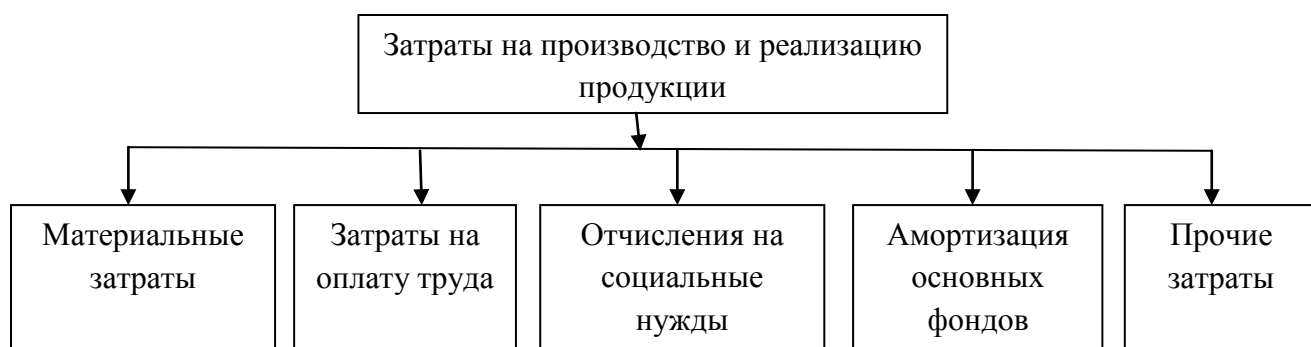 Затраты на производство и реализацию
продукции
Материальные
затраты
Затраты на
оплату труда
Отчисления на
социальные
нужды
Амортизация
основных
фондов
Прочие
затраты